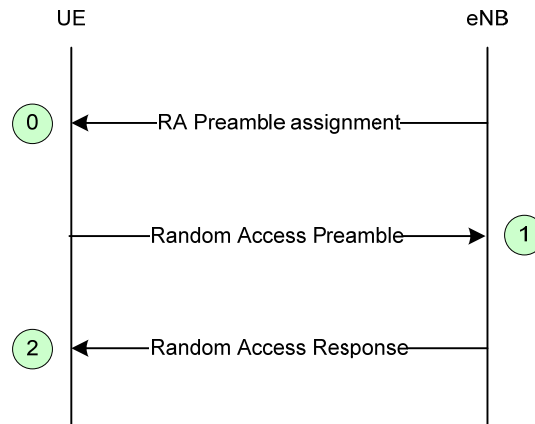 UE eNB
0 RA Preamble assignment
Random Access Preamble 1
2 Random Access Response